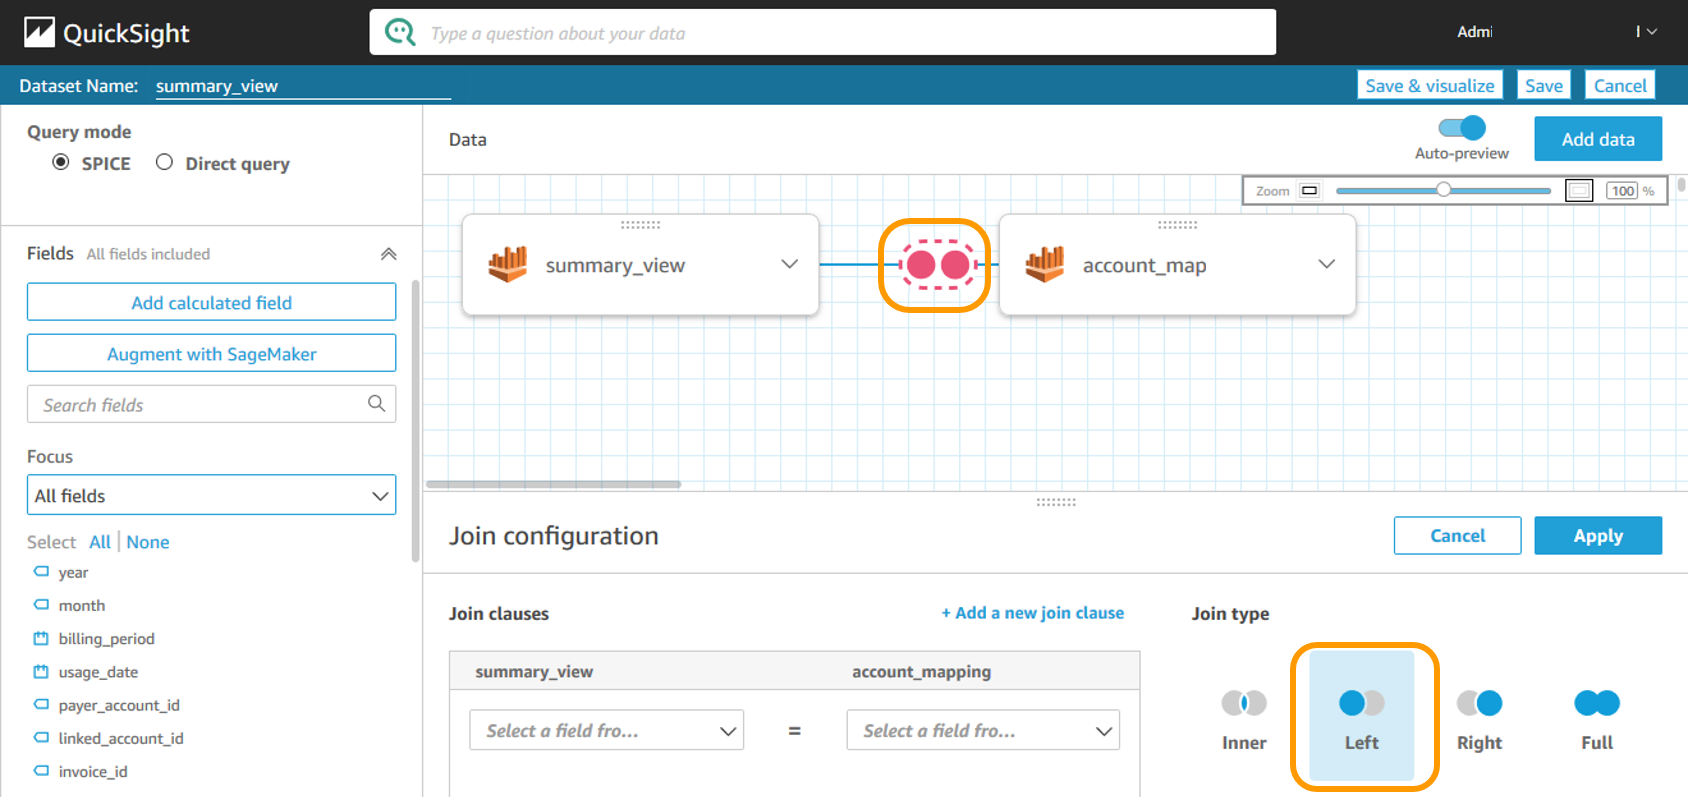 QuickSight
Type a question about your data
Admi
Dataset Name: summary_view
Save & visualize
Save
Cancel
Query mode
SPICE
Direct query
Data
Auto-preview
Add data
Zoom
100 %
Fields All fields included
Add calculated field
Augment with SageMaker
Search fields
Focus
All fields
Select All None
year
month
billing_period
usage_date
payer_account_id
linked_account_id
invoice_id
summary_view
account_map
Join configuration
Cancel
Apply
Join clauses
+ Add a new join clause
summary_view
account_mapping
Select a field fro...
=
Select a field fro...
Join type
Inner
Left
Right
Full